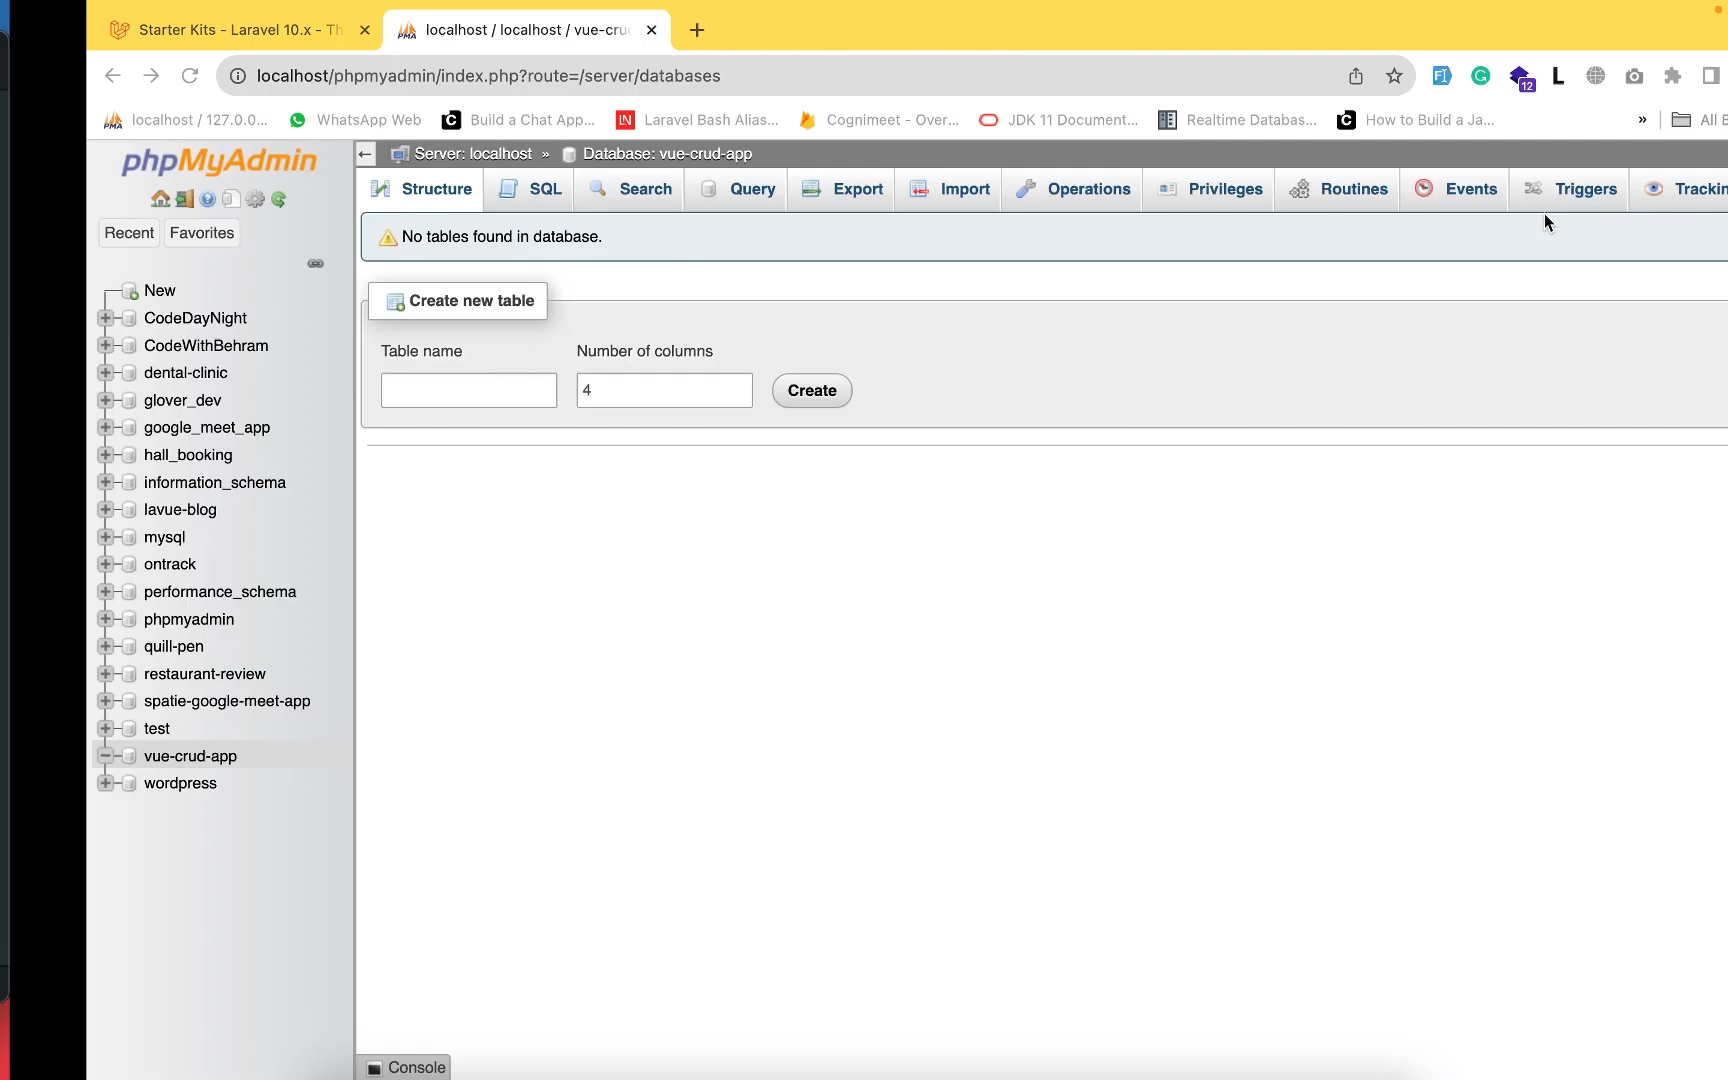 Starter Kits - Laravel 10.x - Th
localhost / localhost / vue-cru
localhost/phpmyadmin/index.php?route=/server/databases
12
L
localhost / 127.0.0...
WhatsApp Web
Build a Chat App...
Laravel Bash Alias...
Cognimeet - Over...
JDK 11 Document...
Realtime Databas...
How to Build a Ja...
»
All B
phpMyAdmin
Recent
Favorites
New
CodeDayNight
CodeWithBehram
dental-clinic
glover_dev
google_meet_app
hall_booking
information_schema
lavue-blog
mysql
ontrack
performance_schema
phpmyadmin
quill-pen
restaurant-review
spatie-google-meet-app
test
vue-crud-app
wordpress
Server: localhost » Database: vue-crud-app
Structure
SQL
Search
Query
Export
Import
Operations
Privileges
Routines
Events
Triggers
Trackin
No tables found in database.
Create new table
Table name
Number of columns
4
Create
Console